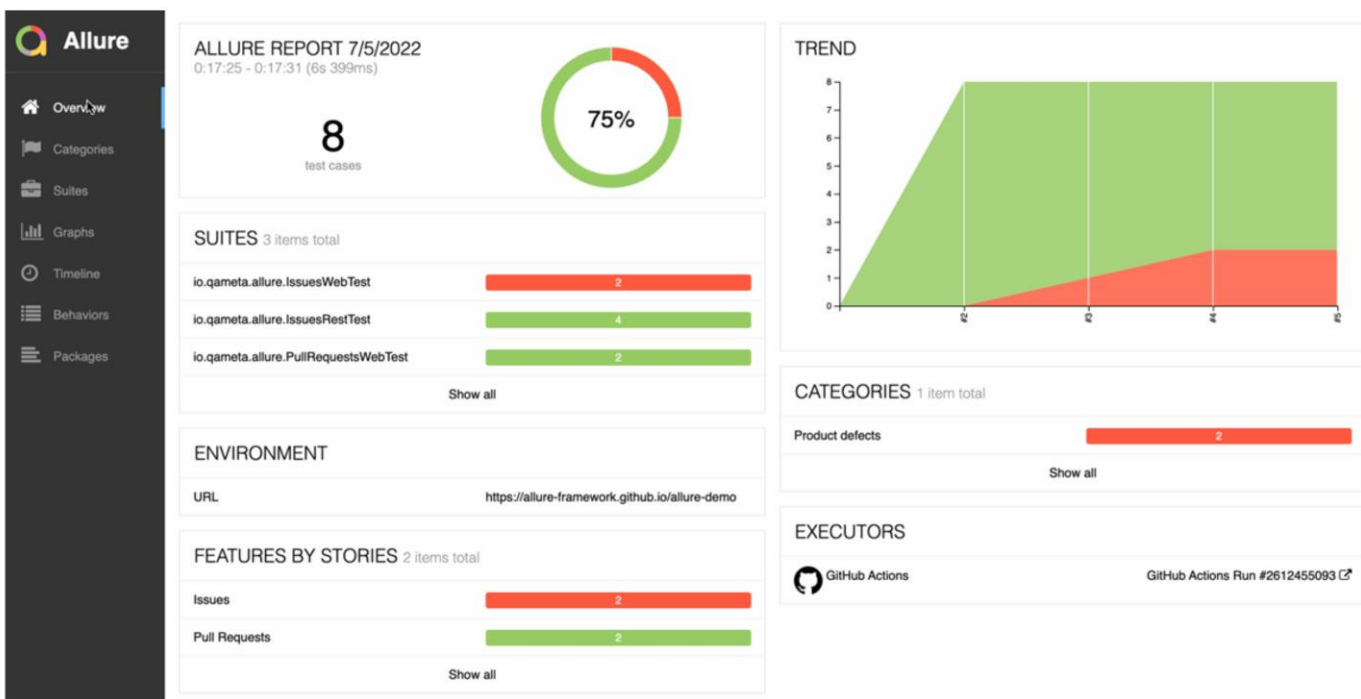 Allure
Overview
Categories
Suites
Graphs
Timeline
Behaviors
Packages
ALLURE REPORT 7/5/2022
0:17:25 - 0:17:31 (6s 399ms)
8
test cases
75%
SUITES 3 items total
io.qameta.allure.IssuesWebTest 2
io.qameta.allure.IssuesRestTest 4
io.qameta.allure.PullRequestsWebTest 2
Show all
ENVIRONMENT
URL https://allure-framework.github.io/allure-demo
FEATURES BY STORIES 2 items total
Issues 2
Pull Requests 2
Show all
TREND
8
7
6
5
4
3
2
1
0
#2 #3 #4 #5
CATEGORIES 1 item total
Product defects 2
Show all
EXECUTORS
GitHub Actions GitHub Actions Run #2612455093